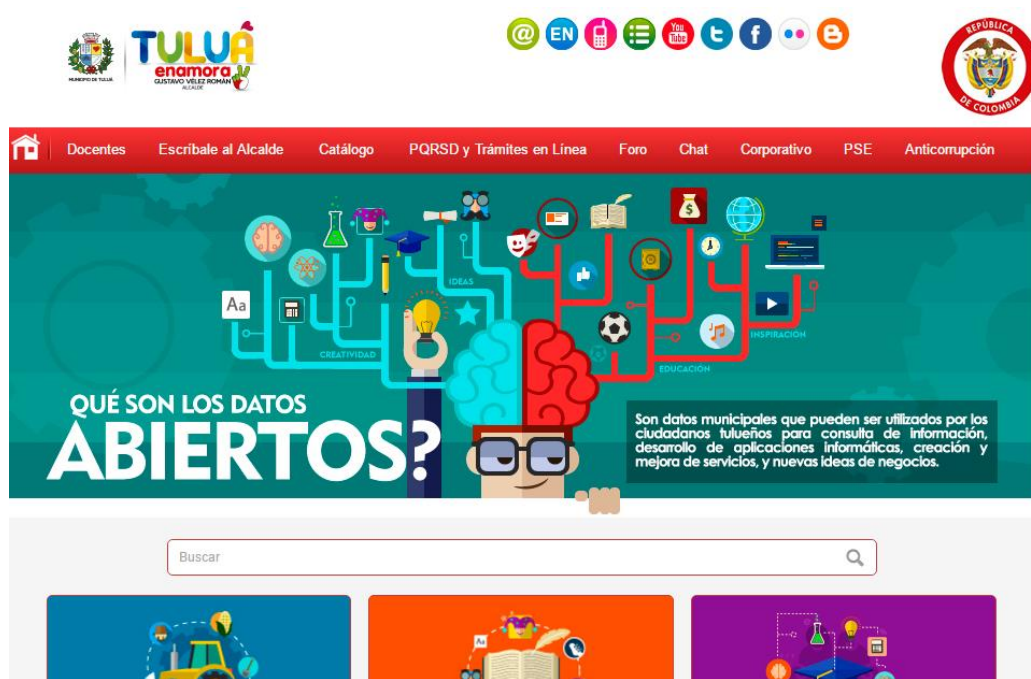 MUNICIPIO DE TULUÁ
TULUÁ
enamora
GUSTAVO VÉLEZ ROMÁN
ALCALDE
@
EN
You
Tube
REPÚBLICA
DE COLOMBIA
Docentes
Escríbale al Alcalde
Catálogo
PQRSD y Trámites en Línea
Foro
Chat
Corporativo
PSE
Anticorrupción
IDEAS
Aa
CREATIVIDAD
INSPIRACIÓN
EDUCACIÓN
QUÉ SON LOS DATOS
ABIERTOS?
Son datos municipales que pueden ser utilizados por los
ciudadanos tulueños para consulta de información,
desarrollo de aplicaciones informáticas, creación y
mejora de servicios, y nuevas ideas de negocios.
Buscar
Aa